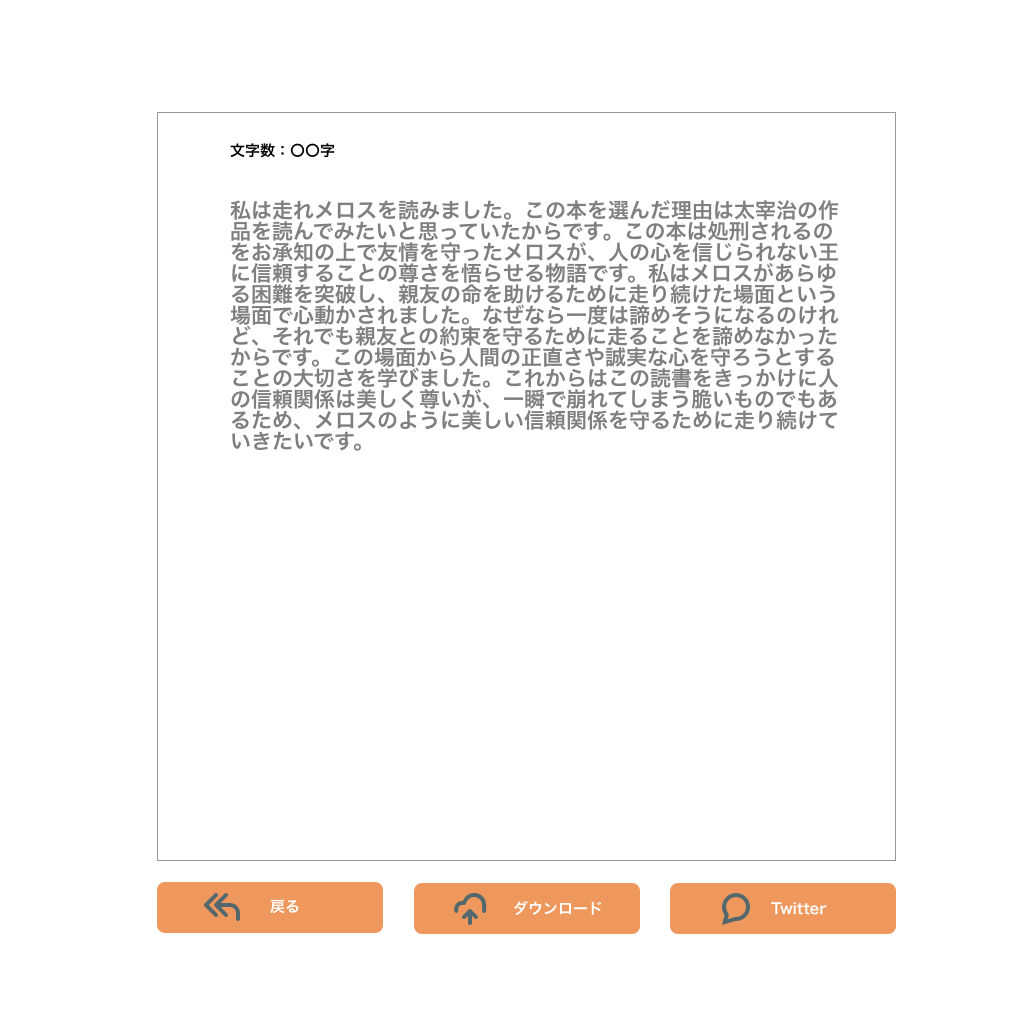 文字数：〇〇字
私は走れメロスを読みました。この本を選んだ理由は太宰治の作
品を読んでみたいと思っていたからです。この本は処刑されるの
をお承知の上で友情を守ったメロスが、人の心を信じられない王
に信頼することの尊さを悟らせる物語です。私はメロスがあらゆ
る困難を突破し、親友の命を助けるために走り続けた場面という
場面で心動かされました。なぜなら一度は諦めそうになるのけれ
ど、それでも親友との約束を守るために走ることを諦めなかった
からです。この場面から人間の正直さや誠実な心を守ろうとする
ことの大切さを学びました。これからはこの読書をきっかけに人
の信頼関係は美しく尊いが、一瞬で崩れてしまう脆いものでもあ
るため、メロスのように美しい信頼関係を守るために走り続けて
いきたいです。
戻る
ダウンロード
Twitter